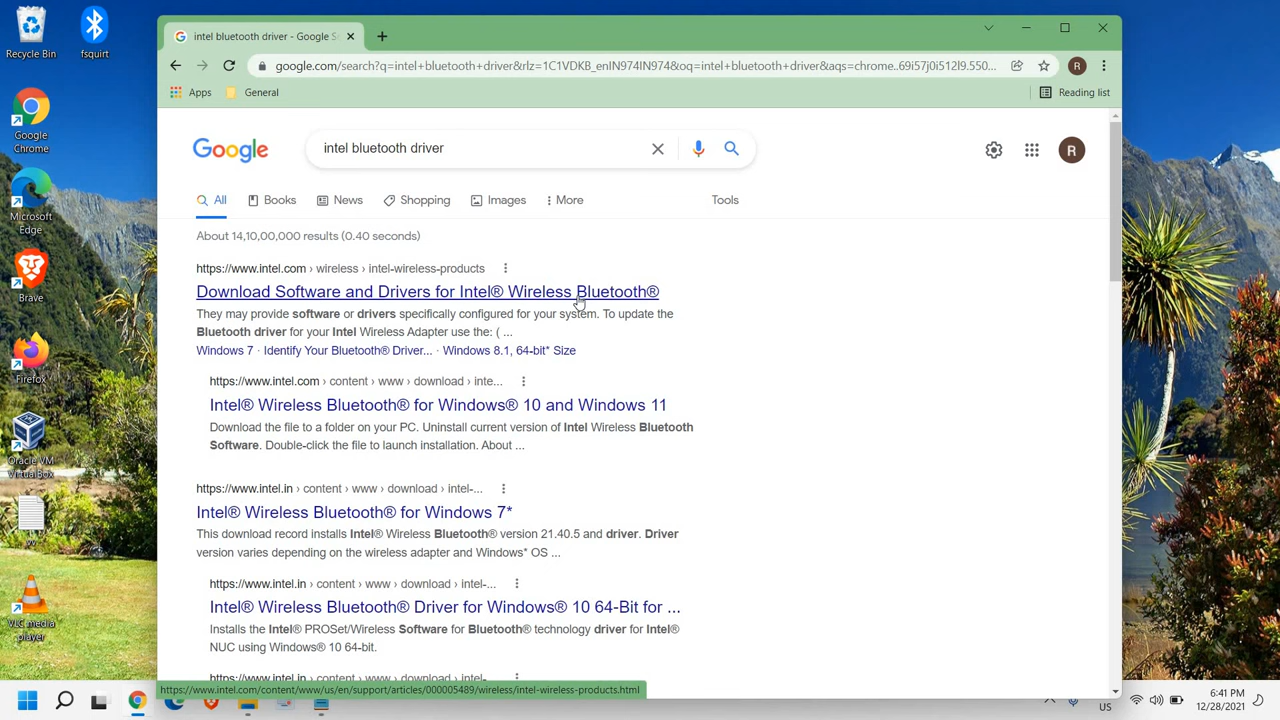 Recycle Bin
fsquirt
Google
Chrome
Microsoft
Edge
Brave
Firefox
Oracle VM
VirtualBox
VLC media
player
intel bluetooth driver - Google S
google.com/search?q=intel+bluetooth+driver&rlz=1C1VDKB_enIN974IN974&oq=intel+bluetooth+driver&aqs=chrome..69i57j0i512l9.550...
R
Apps
General
Reading list
Google
intel bluetooth driver
R
All
Books
News
Shopping
Images
More
Tools
About 14,10,00,000 results (0.40 seconds)
https://www.intel.com › wireless › intel-wireless-products
Download Software and Drivers for Intel® Wireless Bluetooth®
They may provide software or drivers specifically configured for your system. To update the
Bluetooth driver for your Intel Wireless Adapter use the: ( ...
Windows 7 · Identify Your Bluetooth® Driver... · Windows 8.1, 64-bit* Size
https://www.intel.com › content › www › download › inte...
Intel® Wireless Bluetooth® for Windows® 10 and Windows 11
Download the file to a folder on your PC. Uninstall current version of Intel Wireless Bluetooth
Software. Double-click the file to launch installation. About ...
https://www.intel.in › content › www › download › intel-...
Intel® Wireless Bluetooth® for Windows 7*
This download record installs Intel® Wireless Bluetooth® version 21.40.5 and driver. Driver
version varies depending on the wireless adapter and Windows* OS ...
https://www.intel.in › content › www › download › intel-...
Intel® Wireless Bluetooth® Driver for Windows® 10 64-Bit for ...
Installs the Intel® PROSet/Wireless Software for Bluetooth® technology driver for Intel®
NUC using Windows® 10 64-bit.
https://www.intel.in › content › www › download › intel-...
https://www.intel.com/content/www/us/en/support/articles/000005489/wireless/intel-wireless-products.html
US
6:41 PM
12/28/2021